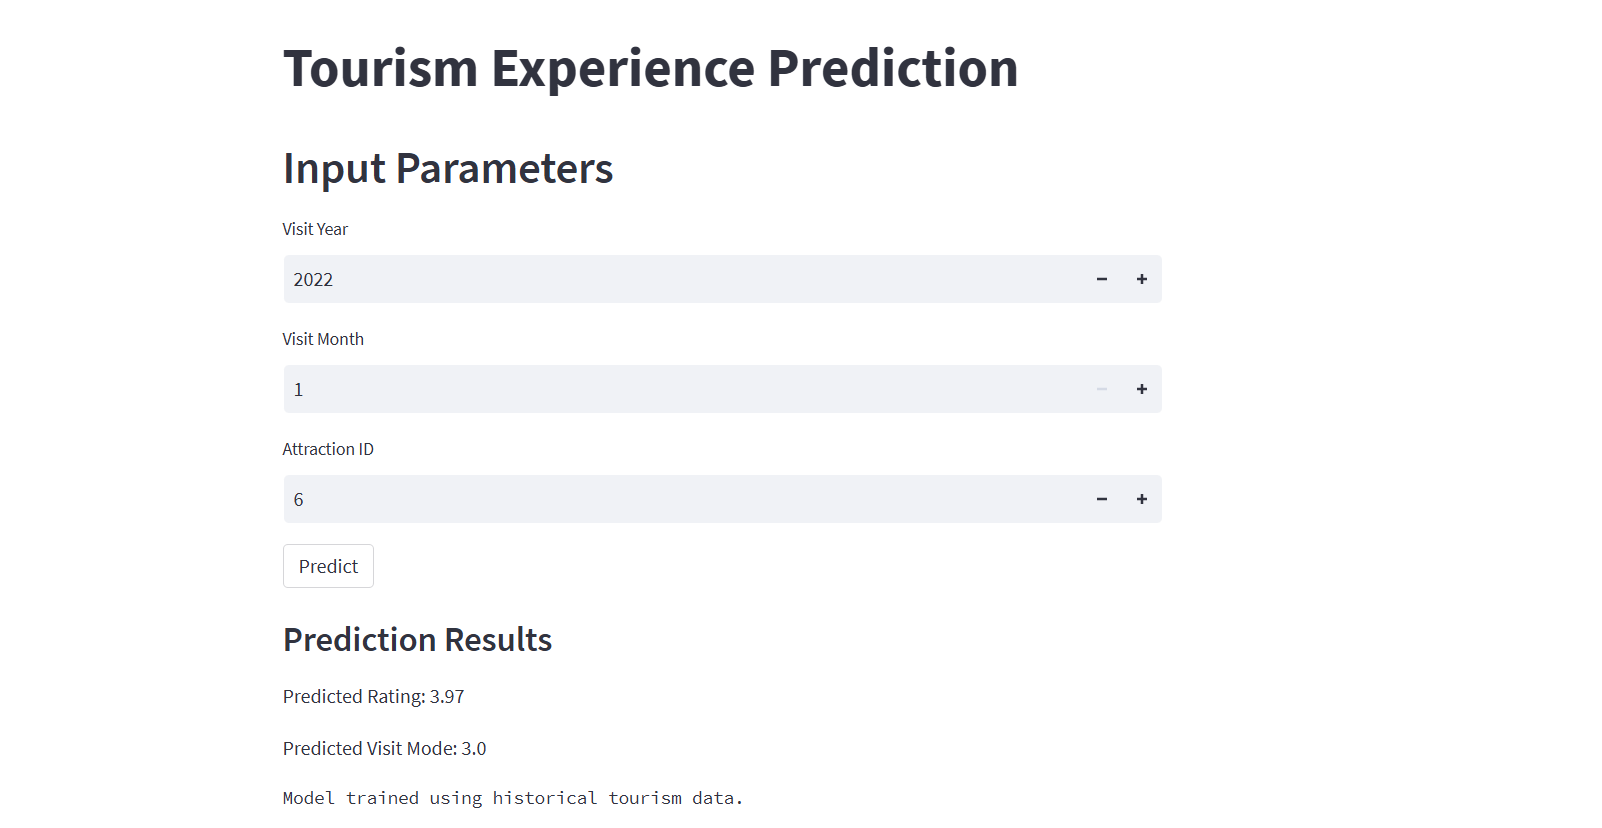 Tourism Experience Prediction
Input Parameters
Visit Year
2022
Visit Month
1
Attraction ID
6
Predict
Prediction Results
Predicted Rating: 3.97
Predicted Visit Mode: 3.0
Model trained using historical tourism data.